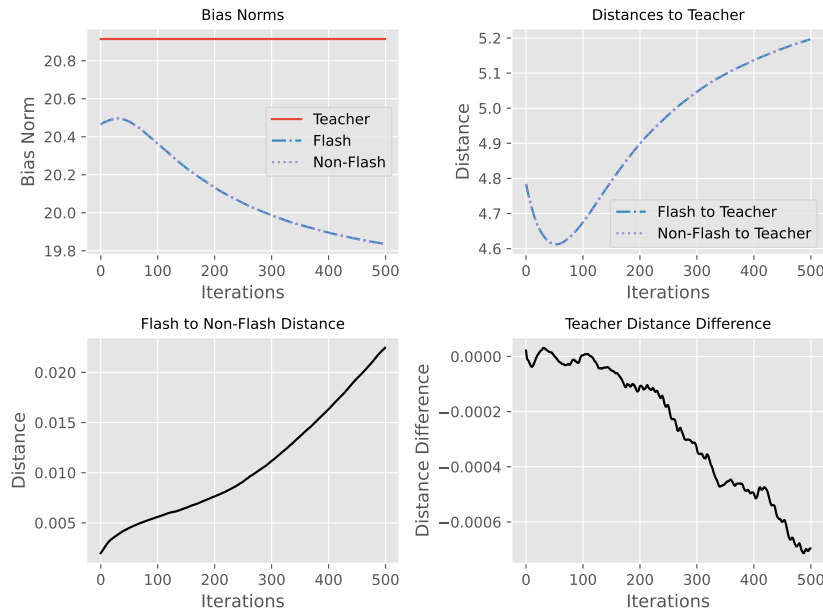 Bias Norms
Bias Norm
20.8
20.6
20.4
20.2
20.0
19.8
0 100 200 300 400 500
Iterations
Teacher
Flash
Non-Flash
Distances to Teacher
Distance
5.2
5.1
5.0
4.9
4.8
4.7
4.6
0 100 200 300 400 500
Iterations
Flash to Teacher
Non-Flash to Teacher
Flash to Non-Flash Distance
Distance
0.020
0.015
0.010
0.005
0 100 200 300 400 500
Iterations
Teacher Distance Difference
Distance Difference
0.0000
−0.0002
−0.0004
−0.0006
0 100 200 300 400 500
Iterations